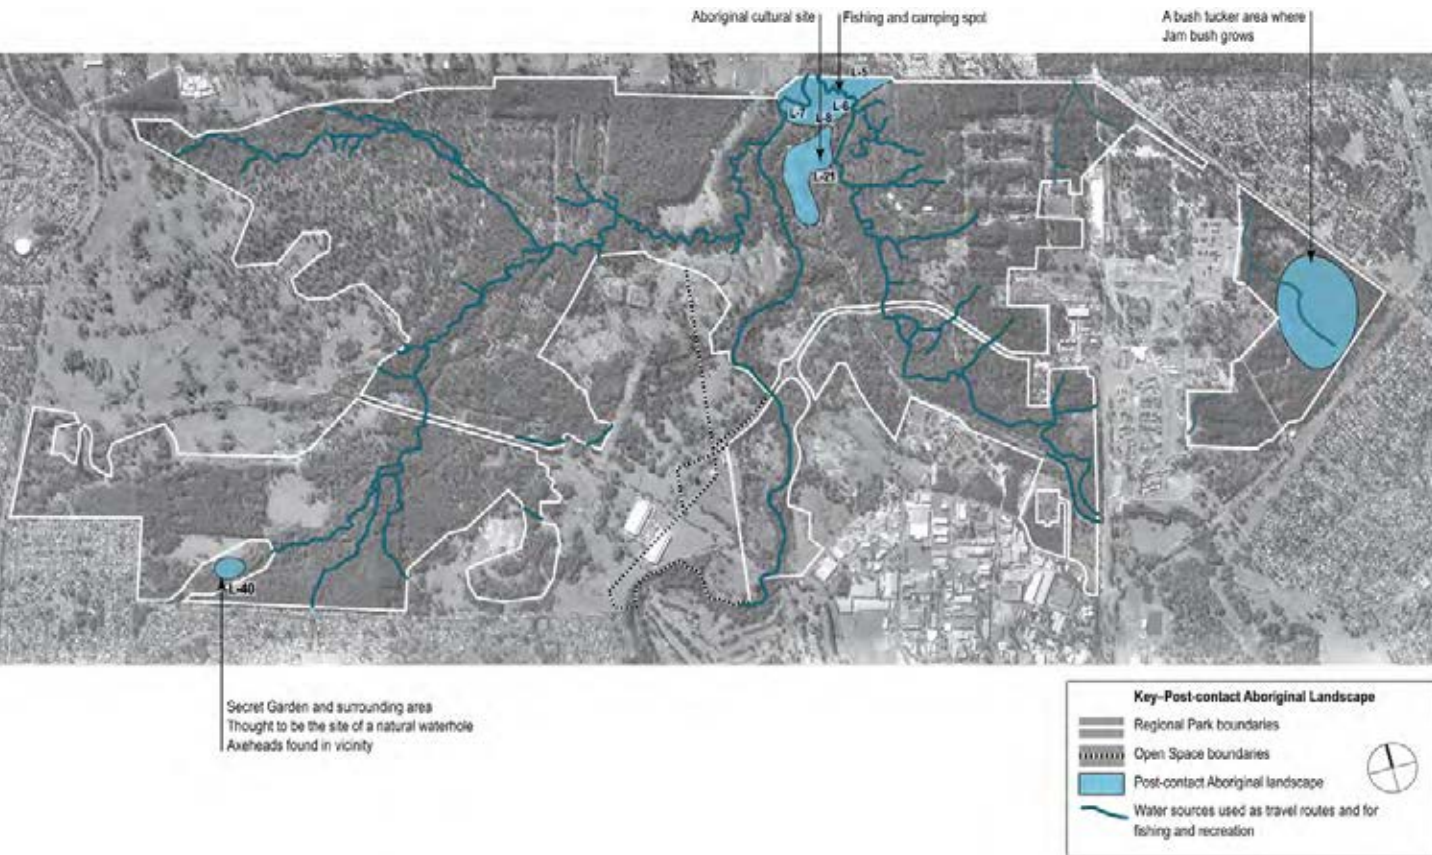 Aboriginal cultural site
Fishing and camping spot
A bush tucker area where
Jam bush grows
L-5
L-6
L-7
L-8
L-21
L-40
Secret Garden and surrounding area
Thought to be the site of a natural waterhole
Axeheads found in vicinity
Key–Post-contact Aboriginal Landscape
Regional Park boundaries
Open Space boundaries
Post-contact Aboriginal landscape
Water sources used as travel routes and for
fishing and recreation